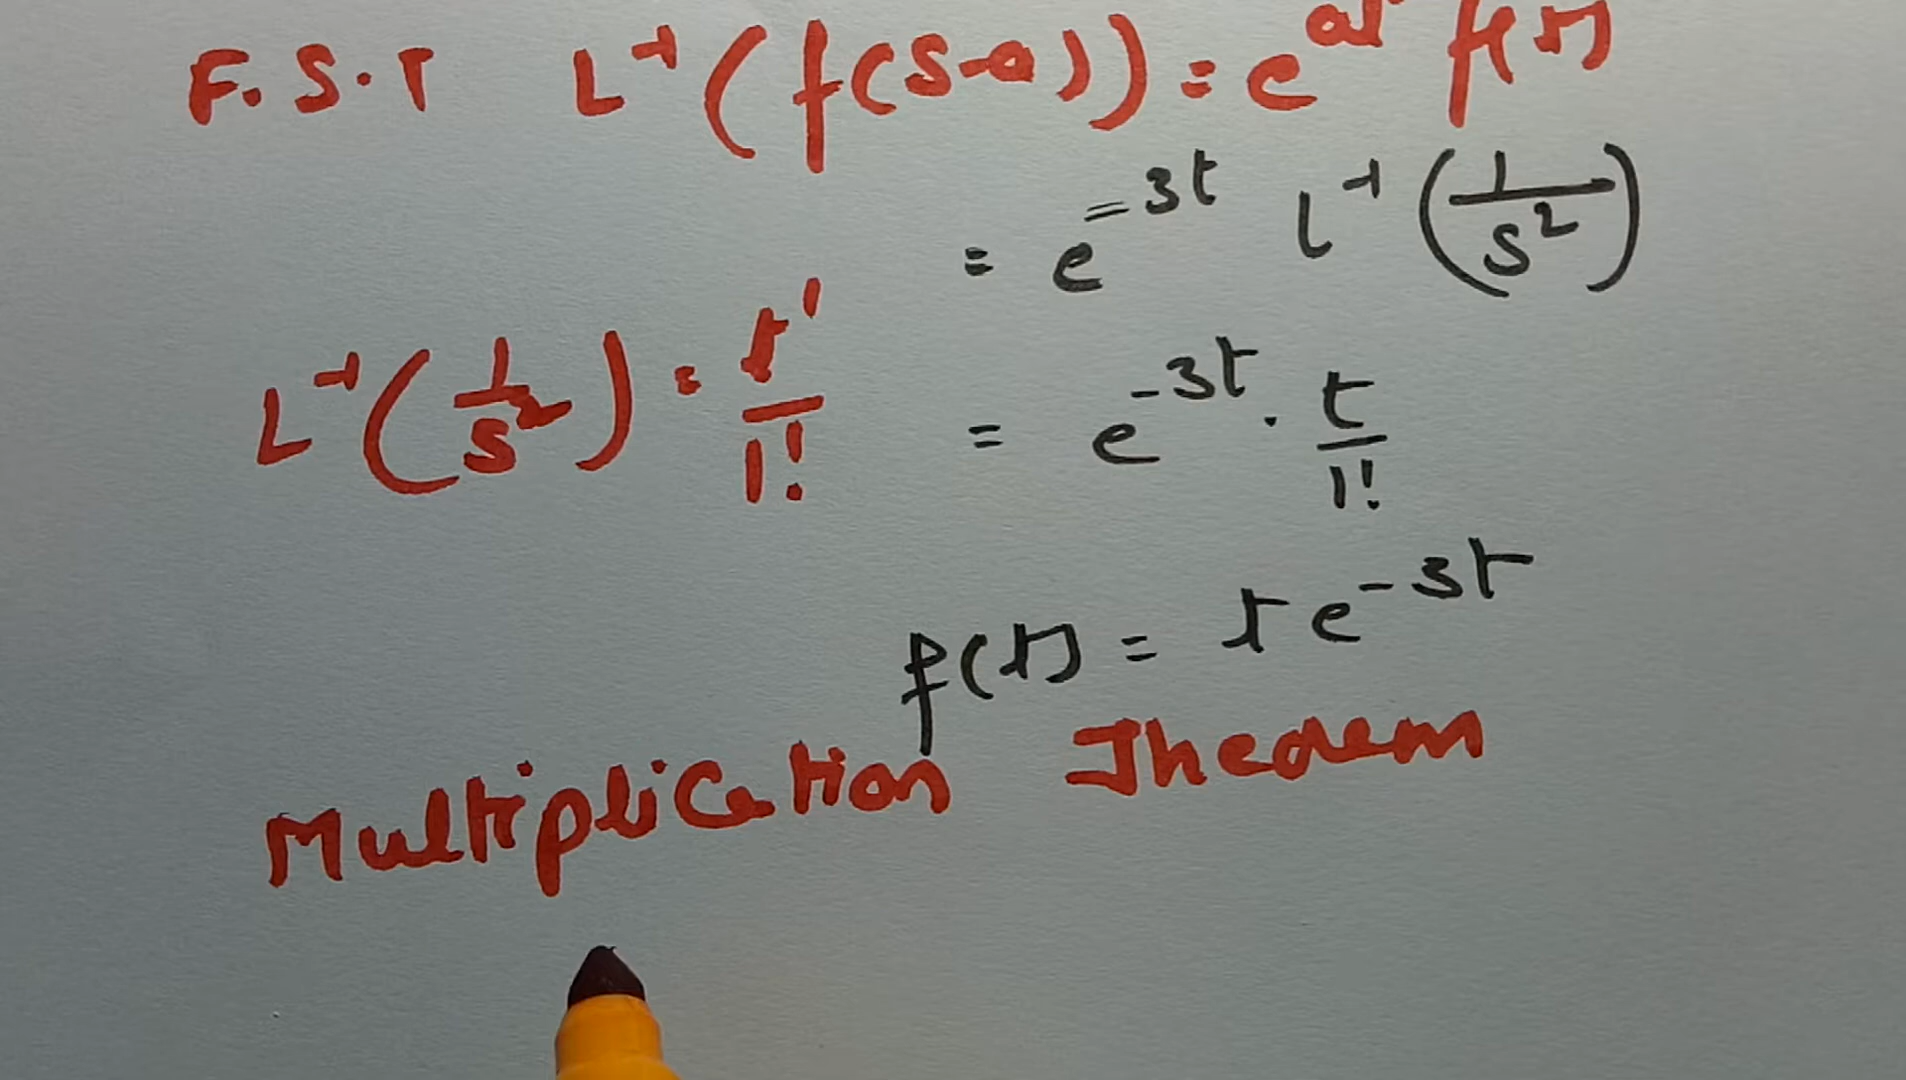 F.S.T L⁻¹(f(s-a)) = e^at f(t)
= e^-3t L⁻¹(1/s²)
L⁻¹(1/s²) = t¹/1! = e^-3t . t/1!
f(t) = t e^-3t
Multiplication Theorem